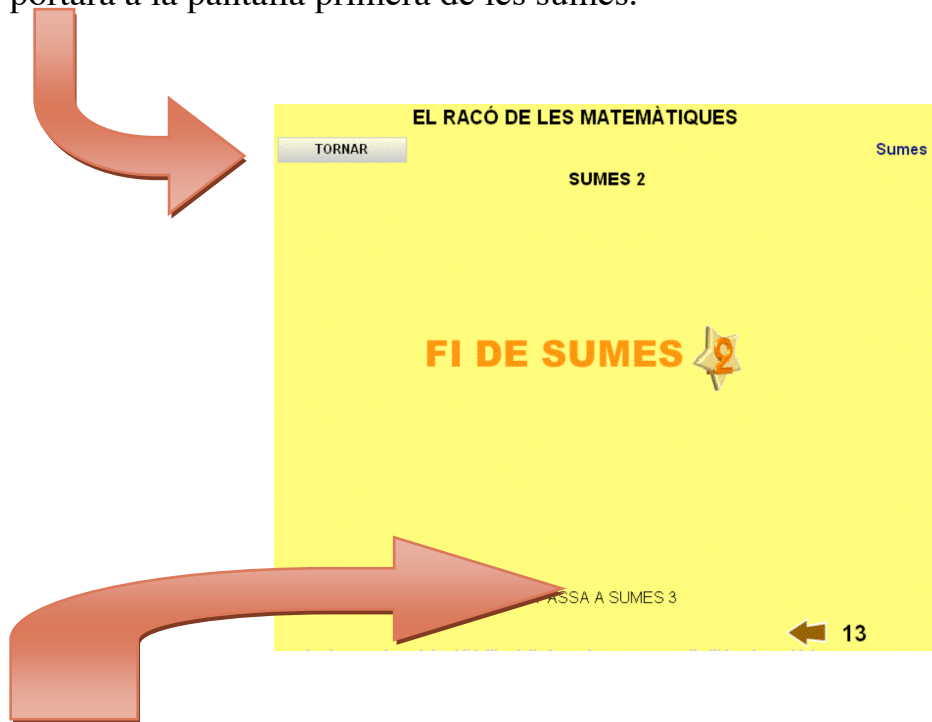 portarà a la pantalla primera de les sumes.
EL RACÓ DE LES MATEMÀTIQUES
TORNAR
Sumes
SUMES 2
FI DE SUMES 2
A SUMES 3
13